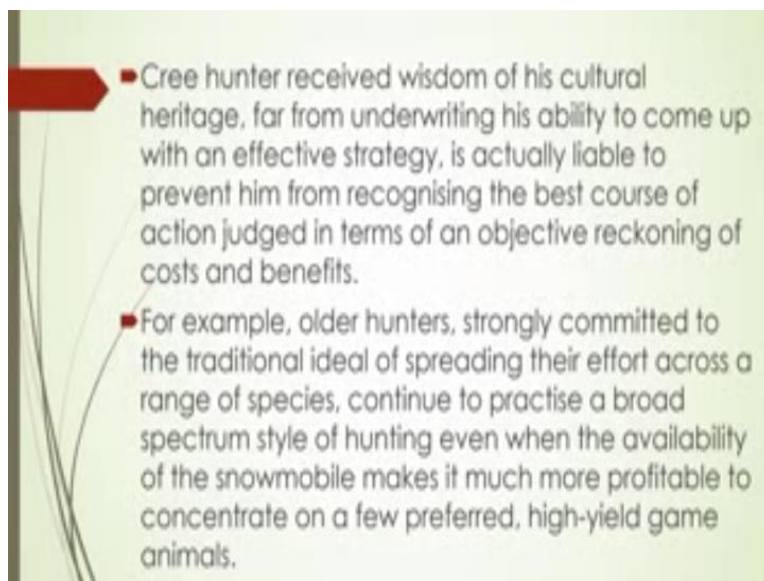 Cree hunter received wisdom of his cultural
heritage, far from underwriting his ability to come up
with an effective strategy, is actually liable to
prevent him from recognising the best course of
action judged in terms of an objective reckoning of
costs and benefits.
For example, older hunters, strongly committed to
the traditional ideal of spreading their effort across a
range of species, continue to practise a broad
spectrum style of hunting even when the availability
of the snowmobile makes it much more profitable to
concentrate on a few preferred, high-yield game
animals.